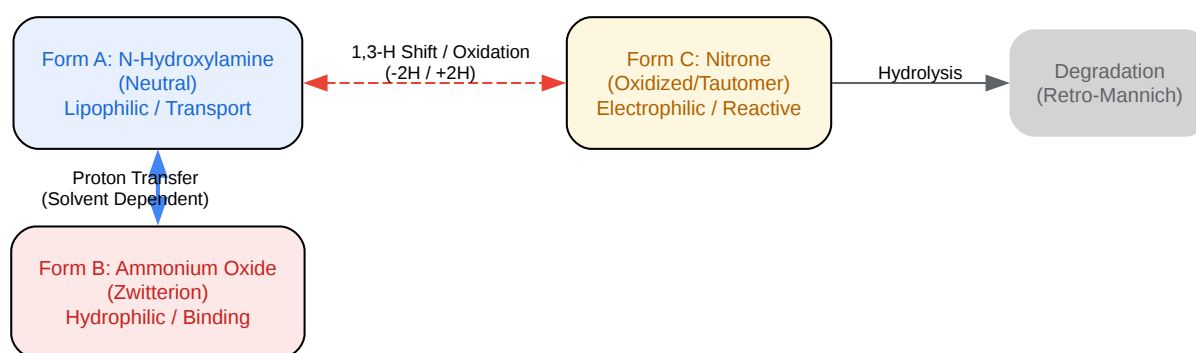 Form A: N-Hydroxylamine
(Neutral)
Lipophilic / Transport
1,3-H Shift / Oxidation
(-2H / +2H)
Form C: Nitrone
(Oxidized/Tautomer)
Electrophilic / Reactive
Hydrolysis
Degradation
(Retro-Mannich)
Proton Transfer
(Solvent Dependent)
Form B: Ammonium Oxide
(Zwitterion)
Hydrophilic / Binding